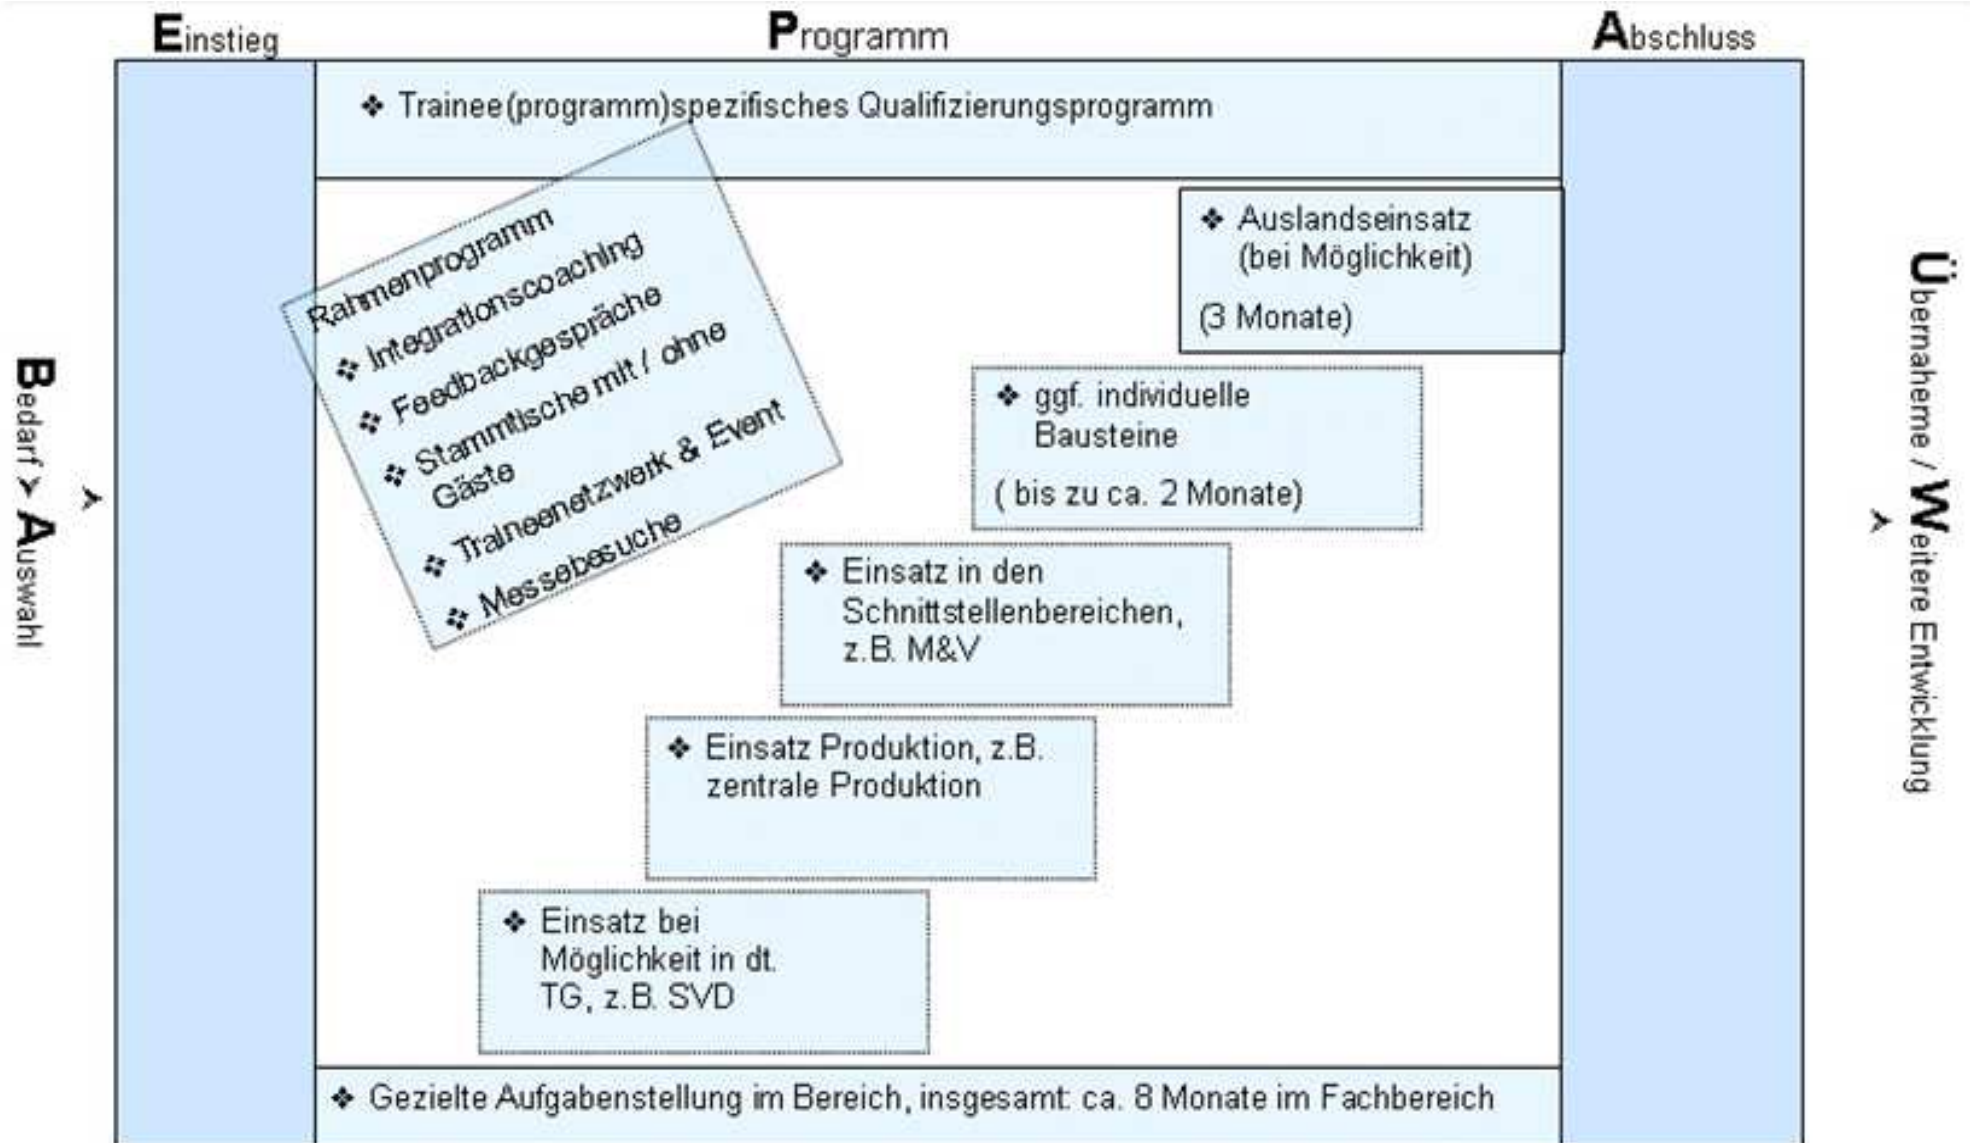 Einstieg
Programm
Abschluss
❖ Trainee(programm)spezifisches Qualifizierungsprogramm
Rahmenprogramm
❖ Integrationscoaching
❖ Feedbackgespräche
❖ Stammtische mit / ohne
Gäste
❖ Traineenetzwerk & Event
❖ Messebesuche
❖ Auslandseinsatz
(bei Möglichkeit)
(3 Monate)
❖ ggf. individuelle
Bausteine
( bis zu ca. 2 Monate)
❖ Einsatz in den
Schnittstellenbereichen,
z.B. M&V
❖ Einsatz Produktion, z.B.
zentrale Produktion
❖ Einsatz bei
Möglichkeit in dt.
TG, z.B. SVD
❖ Gezielte Aufgabenstellung im Bereich, insgesamt: ca. 8 Monate im Fachbereich
Bedarf ➢ Auswahl
➢
Übernaheme / Weitere Entwicklung
➢